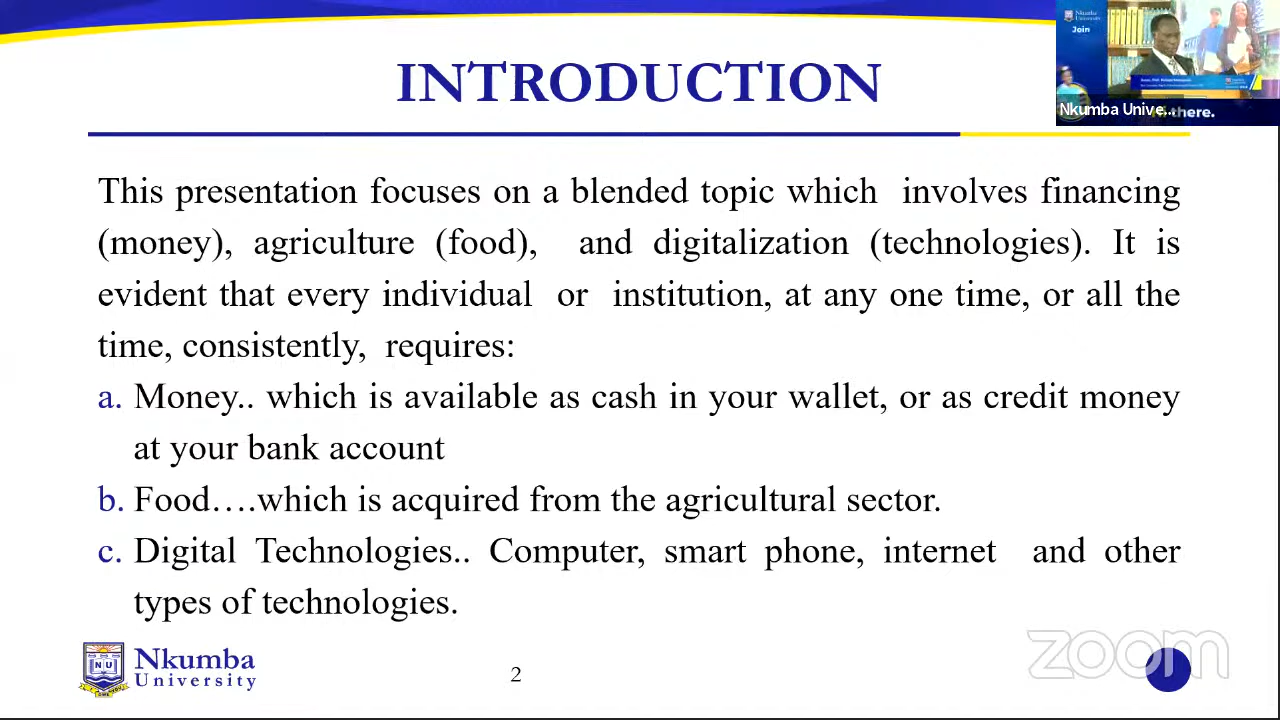 INTRODUCTION
Nkumba
University
Join
Nkumba Unive...
there.
This presentation focuses on a blended topic which involves financing
(money), agriculture (food), and digitalization (technologies). It is
evident that every individual or institution, at any one time, or all the
time, consistently, requires:
a. Money.. which is available as cash in your wallet, or as credit money
at your bank account
b. Food….which is acquired from the agricultural sector.
c. Digital Technologies.. Computer, smart phone, internet and other
types of technologies.
NU
Nkumba
University
2
zoom